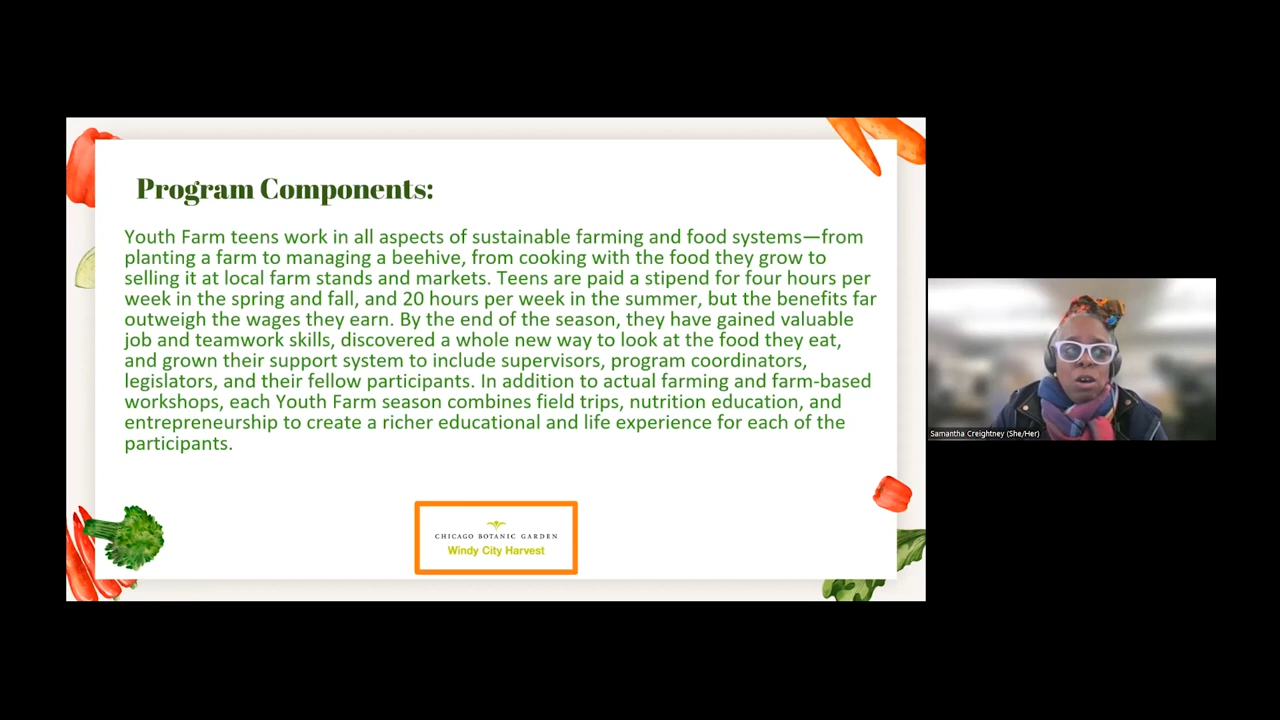 Program Components:
Youth Farm teens work in all aspects of sustainable farming and food systems—from
planting a farm to managing a beehive, from cooking with the food they grow to
selling it at local farm stands and markets. Teens are paid a stipend for four hours per
week in the spring and fall, and 20 hours per week in the summer, but the benefits far
outweigh the wages they earn. By the end of the season, they have gained valuable
job and teamwork skills, discovered a whole new way to look at the food they eat,
and grown their support system to include supervisors, program coordinators,
legislators, and their fellow participants. In addition to actual farming and farm-based
workshops, each Youth Farm season combines field trips, nutrition education, and
entrepreneurship to create a richer educational and life experience for each of the
participants.
CHICAGO BOTANIC GARDEN
Windy City Harvest
Samantha Creightney (She/Her)